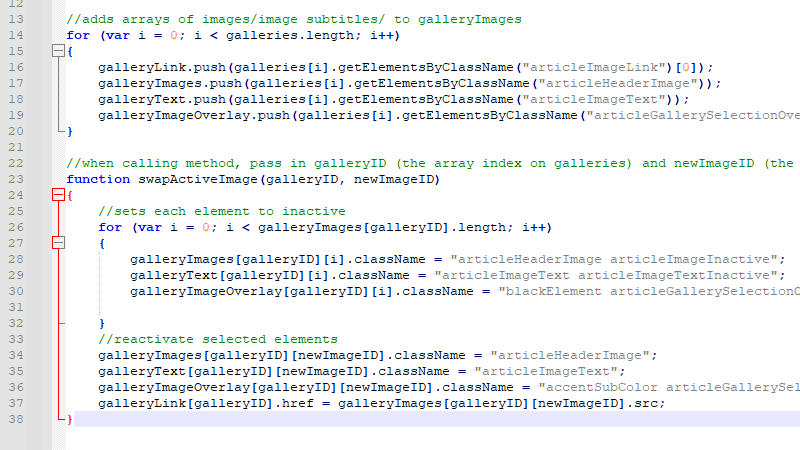 12
13 //adds arrays of images/image subtitles/ to galleryImages
14 for (var i = 0; i < galleries.length; i++)
15 {
16 galleryLink.push(galleries[i].getElementsByClassName("articleImageLink")[0]);
17 galleryImages.push(galleries[i].getElementsByClassName("articleHeaderImage"));
18 galleryText.push(galleries[i].getElementsByClassName("articleImageText"));
19 galleryImageOverlay.push(galleries[i].getElementsByClassName("articleGallerySelectionOve
20 }
21
22 //when calling method, pass in galleryID (the array index on galleries) and newImageID (the
23 function swapActiveImage(galleryID, newImageID)
24 {
25 //sets each element to inactive
26 for (var i = 0; i < galleryImages[galleryID].length; i++)
27 {
28 galleryImages[galleryID][i].className = "articleHeaderImage articleImageInactive";
29 galleryText[galleryID][i].className = "articleImageText articleImageTextInactive";
30 galleryImageOverlay[galleryID][i].className = "blackElement articleGallerySelectionO
31
32 }
33 //reactivate selected elements
34 galleryImages[galleryID][newImageID].className = "articleHeaderImage";
35 galleryText[galleryID][newImageID].className = "articleImageText";
36 galleryImageOverlay[galleryID][newImageID].className = "accentSubColor articleGallerySel
37 galleryLink[galleryID].href = galleryImages[galleryID][newImageID].src;
38 }